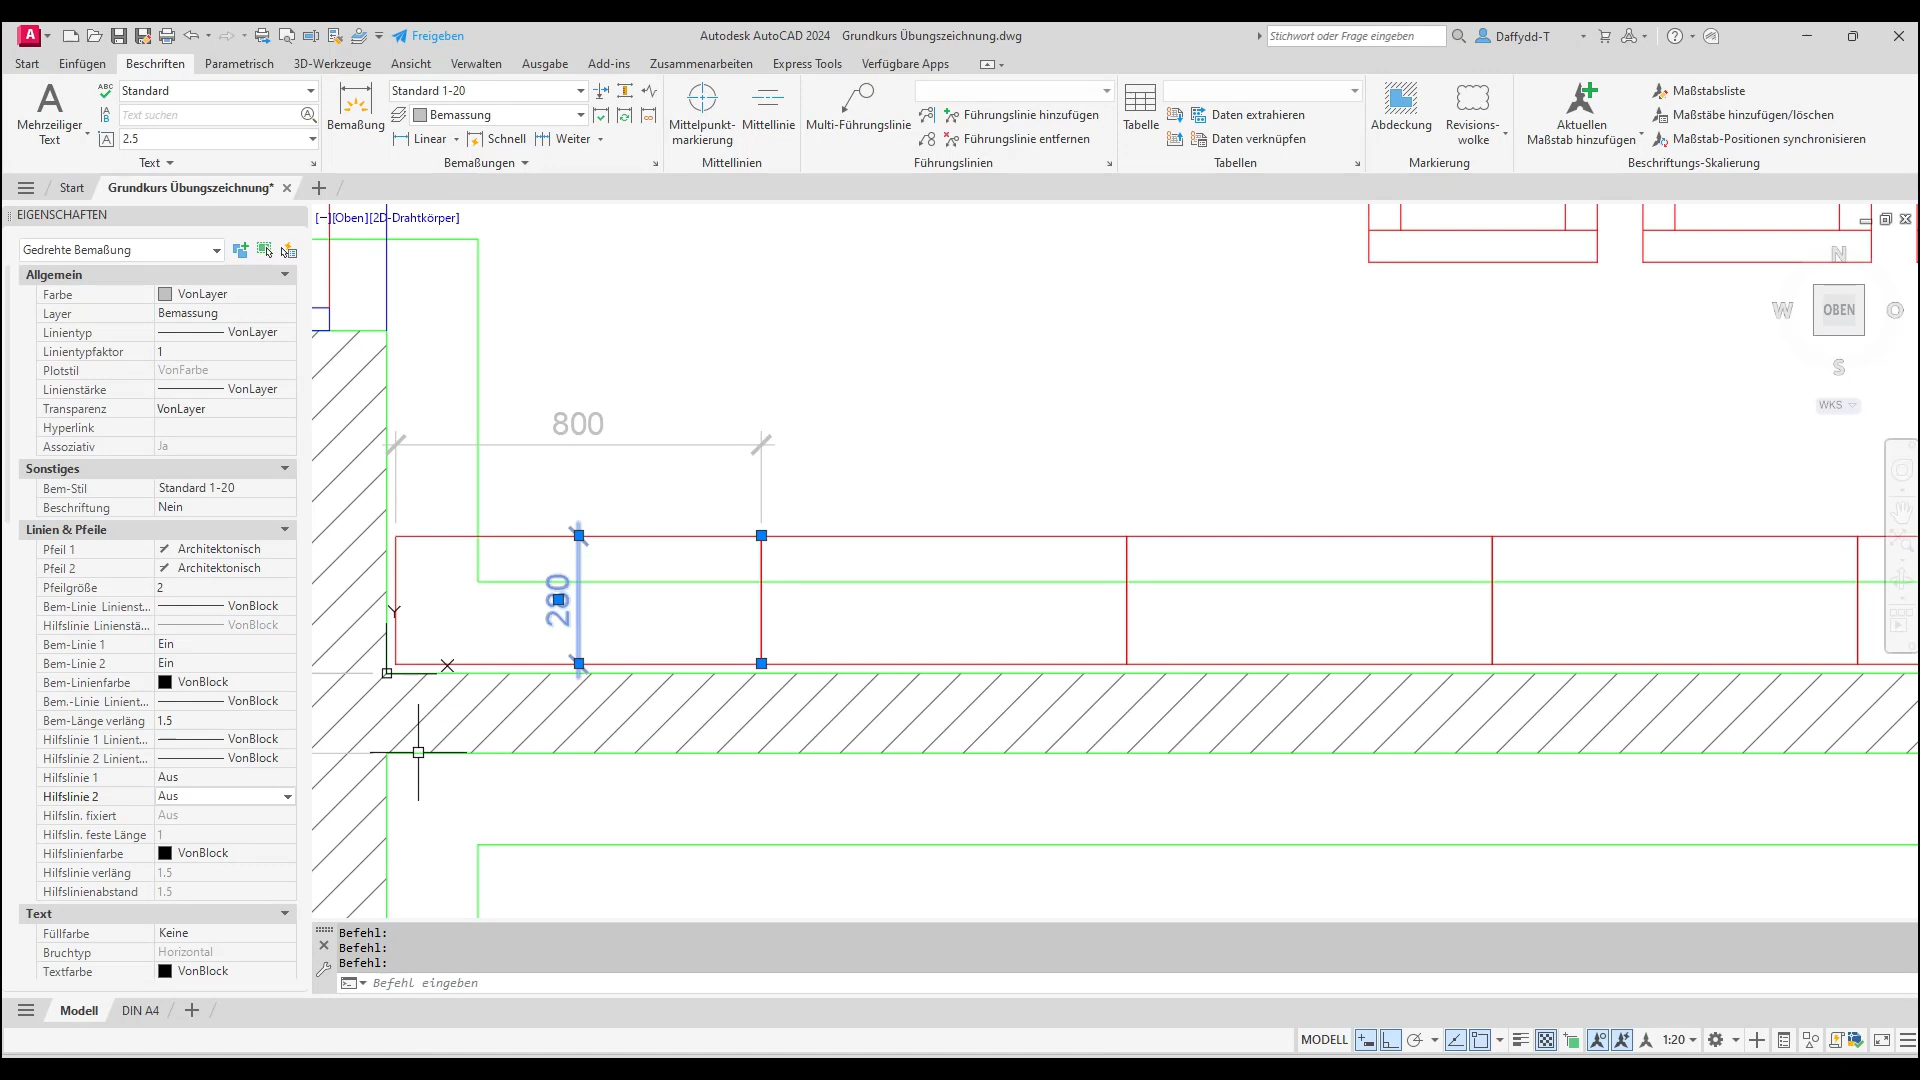 A Freigeben Autodesk AutoCAD 2024 Grundkurs Übungszeichnung.dwg Stichwort oder Frage eingeben Daffydd-T
Start Einfügen Beschriften Parametrisch 3D-Werkzeuge Ansicht Verwalten Ausgabe Add-ins Zusammenarbeiten Express Tools Verfügbare Apps
Mehrzeiliger Text
Standard
Text suchen
2.5
Text
Bemaßung
Standard 1-20
Bemassung
Linear Schnell Weiter
Bemaßungen
Mittelpunkt-markierung Mittellinie
Mittellinien
Multi-Führungslinie
Führungslinie hinzufügen
Führungslinie entfernen
Führungslinien
Tabelle
Daten extrahieren
Daten verknüpfen
Tabellen
Abdeckung Revisions-wolke
Markierung
Aktuellen Maßstab hinzufügen
Maßstabsliste
Maßstäbe hinzufügen/löschen
Maßstab-Positionen synchronisieren
Beschriftungs-Skalierung
Start Grundkurs Übungszeichnung*
EIGENSCHAFTEN
Gedrehte Bemaßung
Allgemein
Farbe VonLayer
Layer Bemassung
Linientyp VonLayer
Linientypfaktor 1
Plotstil VonFarbe
Linienstärke VonLayer
Transparenz VonLayer
Hyperlink
Assoziativ Ja
Sonstiges
Bem-Stil Standard 1-20
Beschriftung Nein
Linien & Pfeile
Pfeil 1 Architektonisch
Pfeil 2 Architektonisch
Pfeilgröße 2
Bem-Linie Linienst... VonBlock
Hilfslinie Linienstä... VonBlock
Bem-Linie 1 Ein
Bem-Linie 2 Ein
Bem-Linienfarbe VonBlock
Bem.-Linie Linient... VonBlock
Bem-Länge verläng 1.5
Hilfslinie 1 Linient... VonBlock
Hilfslinie 2 Linient... VonBlock
Hilfslinie 1 Aus
Hilfslinie 2 Aus
Hilfslin. fixiert Aus
Hilfslin. feste Länge 1
Hilfslinienfarbe VonBlock
Hilfslinie verläng 1.5
Hilfslinienabstand 1.5
Text
Füllfarbe Keine
Bruchtyp Horizontal
Textfarbe VonBlock
[−][Oben][2D-Drahtkörper]
N
W OBEN O
S
WKS
800
Y
X
Befehl:
Befehl:
Befehl:
Befehl eingeben
Modell DIN A4
MODELL 1:20